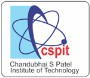 cspit
Chandubhai S Patel
Institute of Technology